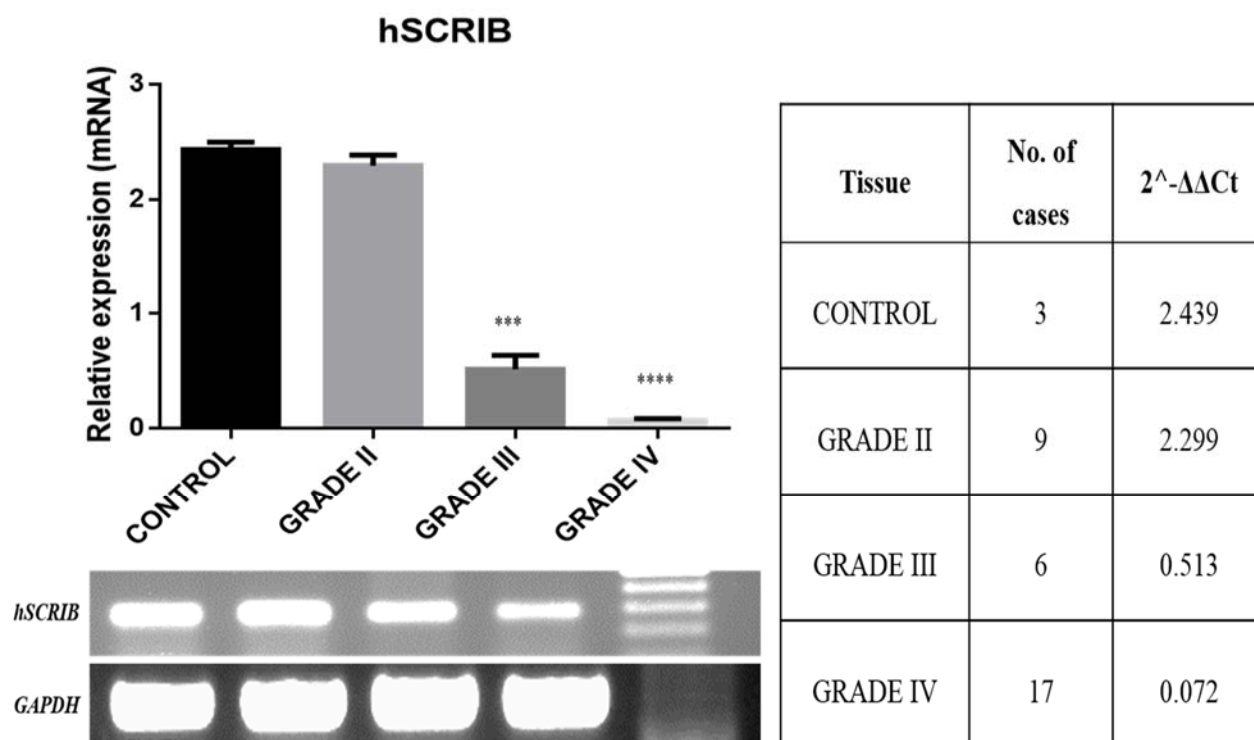 hSCRIB
Relative expression (mRNA)
3
2
1
0
***
****
CONTROL
GRADE II
GRADE III
GRADE IV
hSCRIB
GAPDH
Tissue
No. of
cases
2^-ΔΔCt
CONTROL 3 2.439
GRADE II 9 2.299
GRADE III 6 0.513
GRADE IV 17 0.072